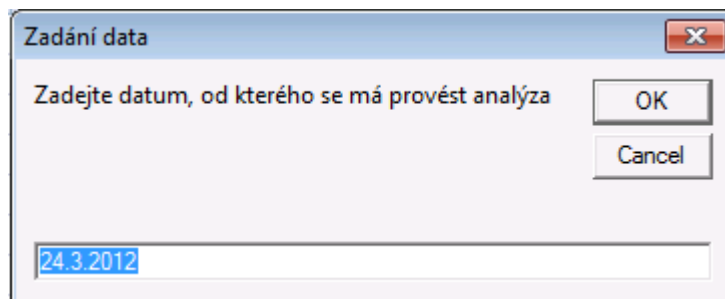 Zadání data
Zadejte datum, od kterého se má provést analýza
OK
Cancel
24.3.2012